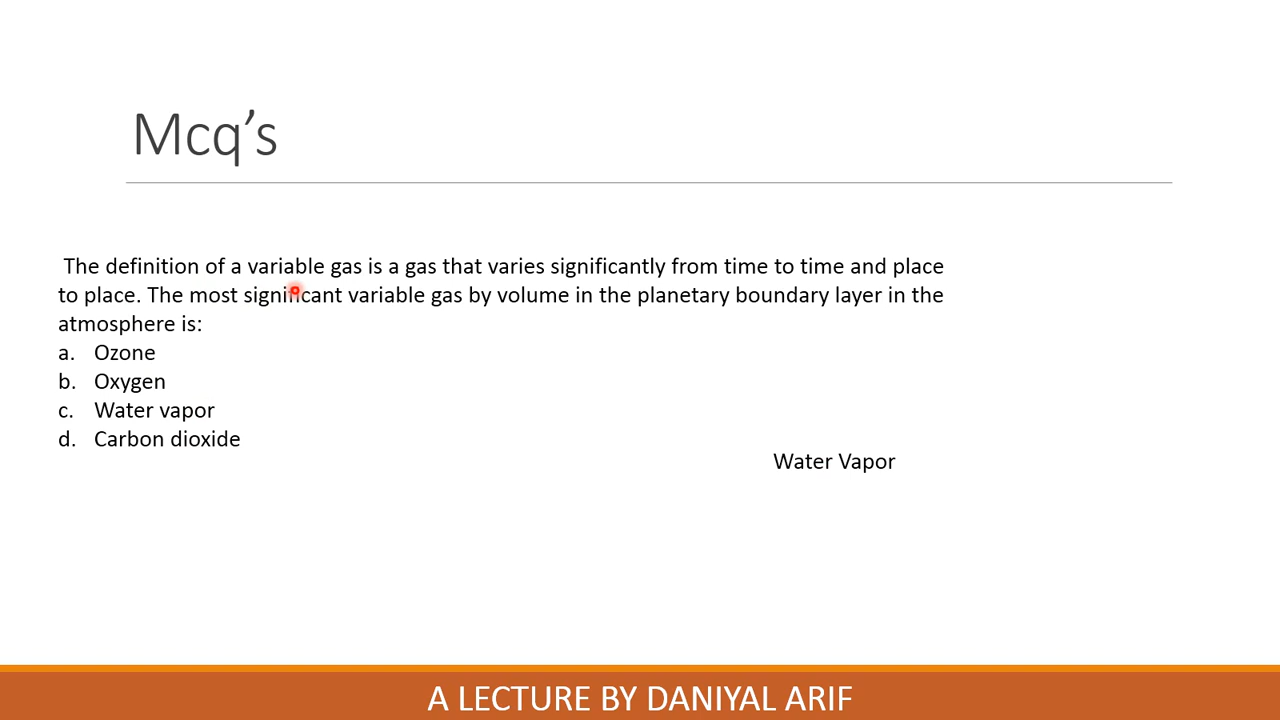 Mcq’s
The definition of a variable gas is a gas that varies significantly from time to time and place
to place. The most significant variable gas by volume in the planetary boundary layer in the
atmosphere is:
a. Ozone
b. Oxygen
c. Water vapor
d. Carbon dioxide
Water Vapor
A LECTURE BY DANIYAL ARIF